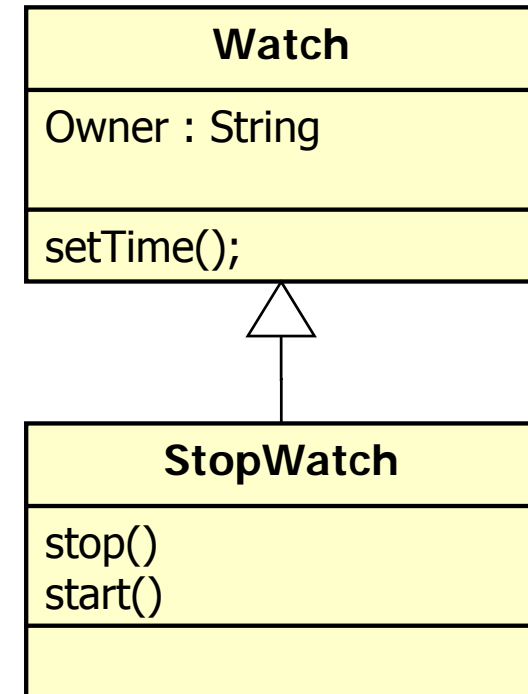 Watch
Owner : String
setTime();
StopWatch
stop()
start()